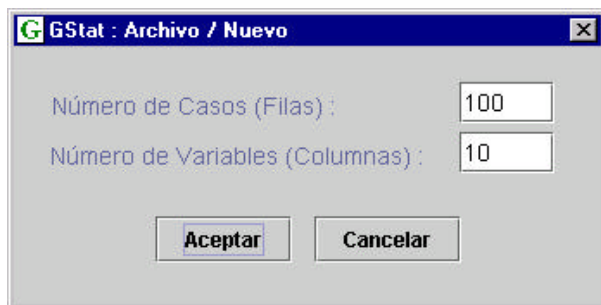 G GStat : Archivo / Nuevo
Número de Casos (Filas) : 100
Número de Variables (Columnas) : 10
Aceptar Cancelar